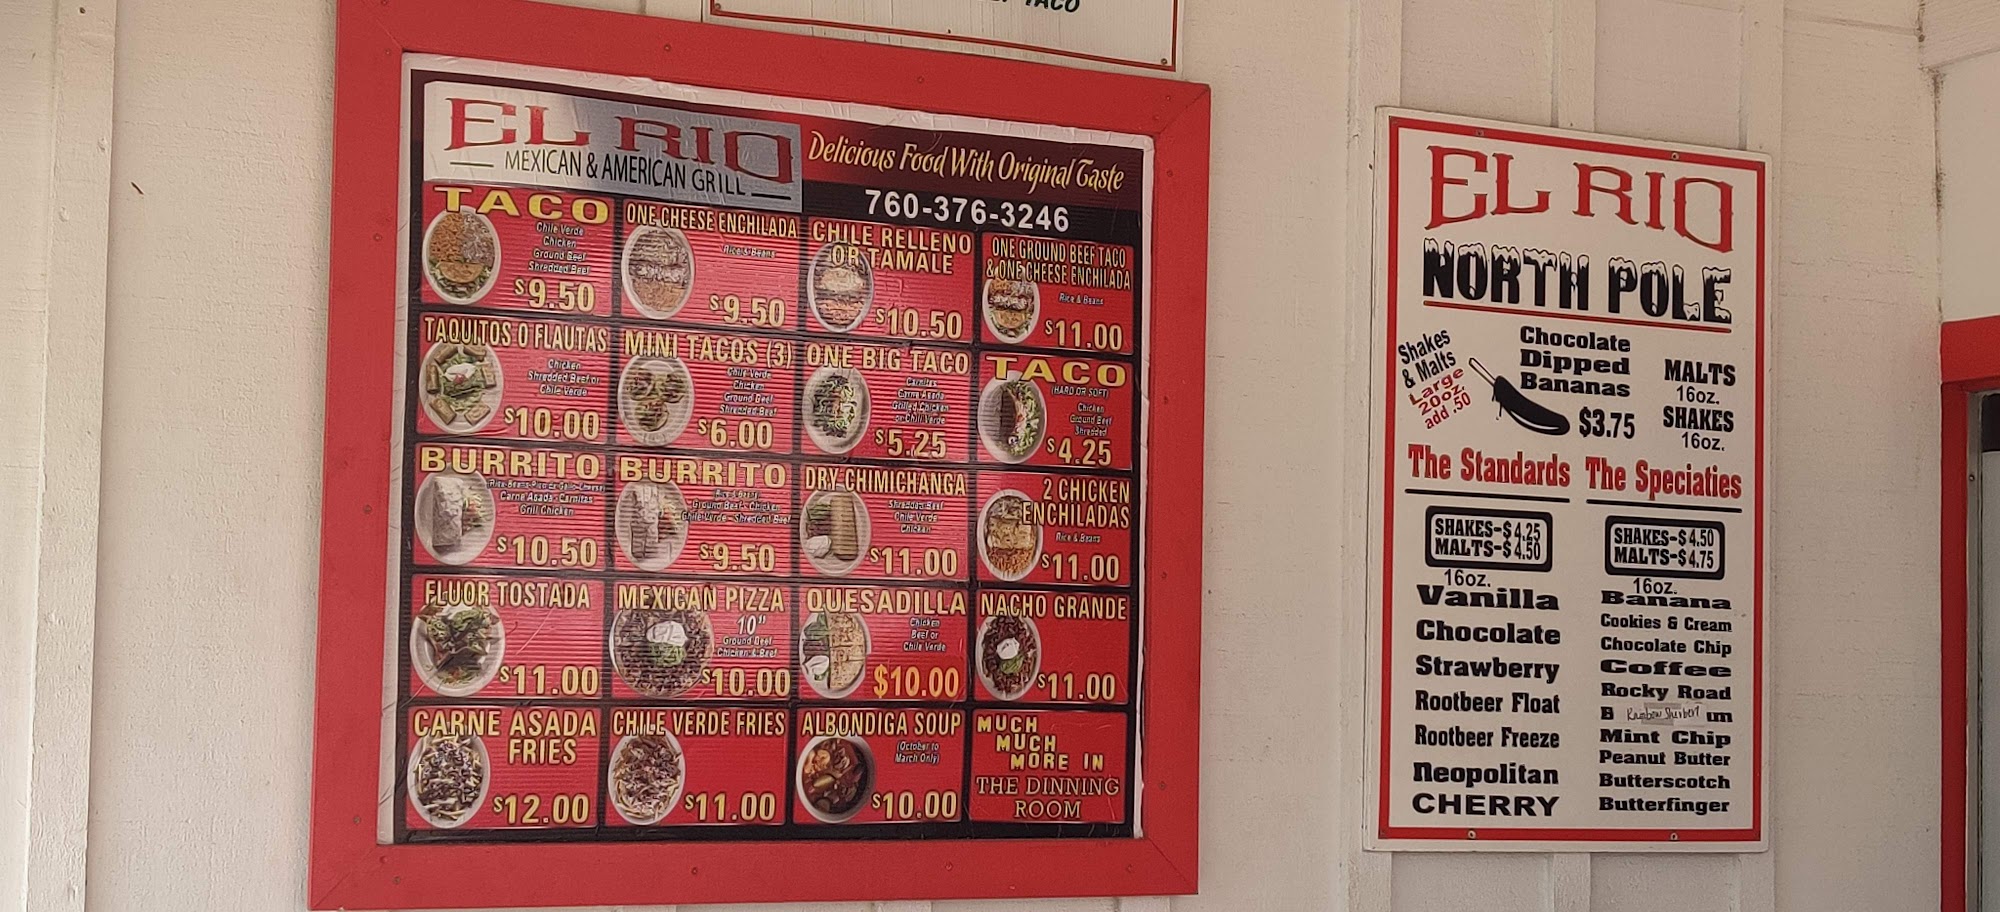 TACO
EL RIO
MEXICAN & AMERICAN GRILL
Delicious Food With Original Taste
760-376-3246
TACO
Chile Verde
Chicken
Ground Beef
Shredded Beef
$9.50
ONE CHEESE ENCHILADA
Rice & Beans
$9.50
CHILE RELLENO
OR TAMALE
$10.50
ONE GROUND BEEF TACO
& ONE CHEESE ENCHILADA
Rice & Beans
$11.00
TAQUITOS O FLAUTAS
Chicken
Shredded Beef or
Chile Verde
$10.00
MINI TACOS (3)
Chile Verde
Chicken
Ground Beef
Shredded Beef
$6.00
ONE BIG TACO
Carnitas
Carne Asada
Grilled Chicken
or Chili Verde
$5.25
TACO
(HARD OR SOFT)
Chicken
Ground Beef
Shredded
$4.25
BURRITO
Rice-Beans-Pico de Gallo-Cheese
Carne Asada - Carnitas
Grill Chicken
$10.50
BURRITO
Rice & Beans
Ground Beef - Chicken
Chile Verde - Shredded Beef
$9.50
DRY CHIMICHANGA
Shredded Beef
Chile Verde
Chicken
$11.00
2 CHICKEN
ENCHILADAS
Rice & Beans
$11.00
FLUOR TOSTADA
$11.00
MEXICAN PIZZA
10"
Ground Beef
Chicken & Beef
$10.00
QUESADILLA
Chicken
Beef or
Chile Verde
$10.00
NACHO GRANDE
$11.00
CARNE ASADA
FRIES
$12.00
CHILE VERDE FRIES
$11.00
ALBONDIGA SOUP
(October to
March Only)
$10.00
MUCH
MUCH
MORE IN
THE DINNING
ROOM
EL RIO
NORTH POLE
Shakes
& Malts
Large
20oz.
add .50
Chocolate
Dipped
Bananas
$3.75
MALTS
16oz.
SHAKES
16oz.
The Standards
SHAKES-$4.25
MALTS-$4.50
16oz.
Vanilla
Chocolate
Strawberry
Rootbeer Float
Rootbeer Freeze
Neopolitan
CHERRY
The Specialties
SHAKES-$4.50
MALTS-$4.75
16oz.
Banana
Cookies & Cream
Chocolate Chip
Coffee
Rocky Road
B Rainbow Sherbert um
Mint Chip
Peanut Butter
Butterscotch
Butterfinger